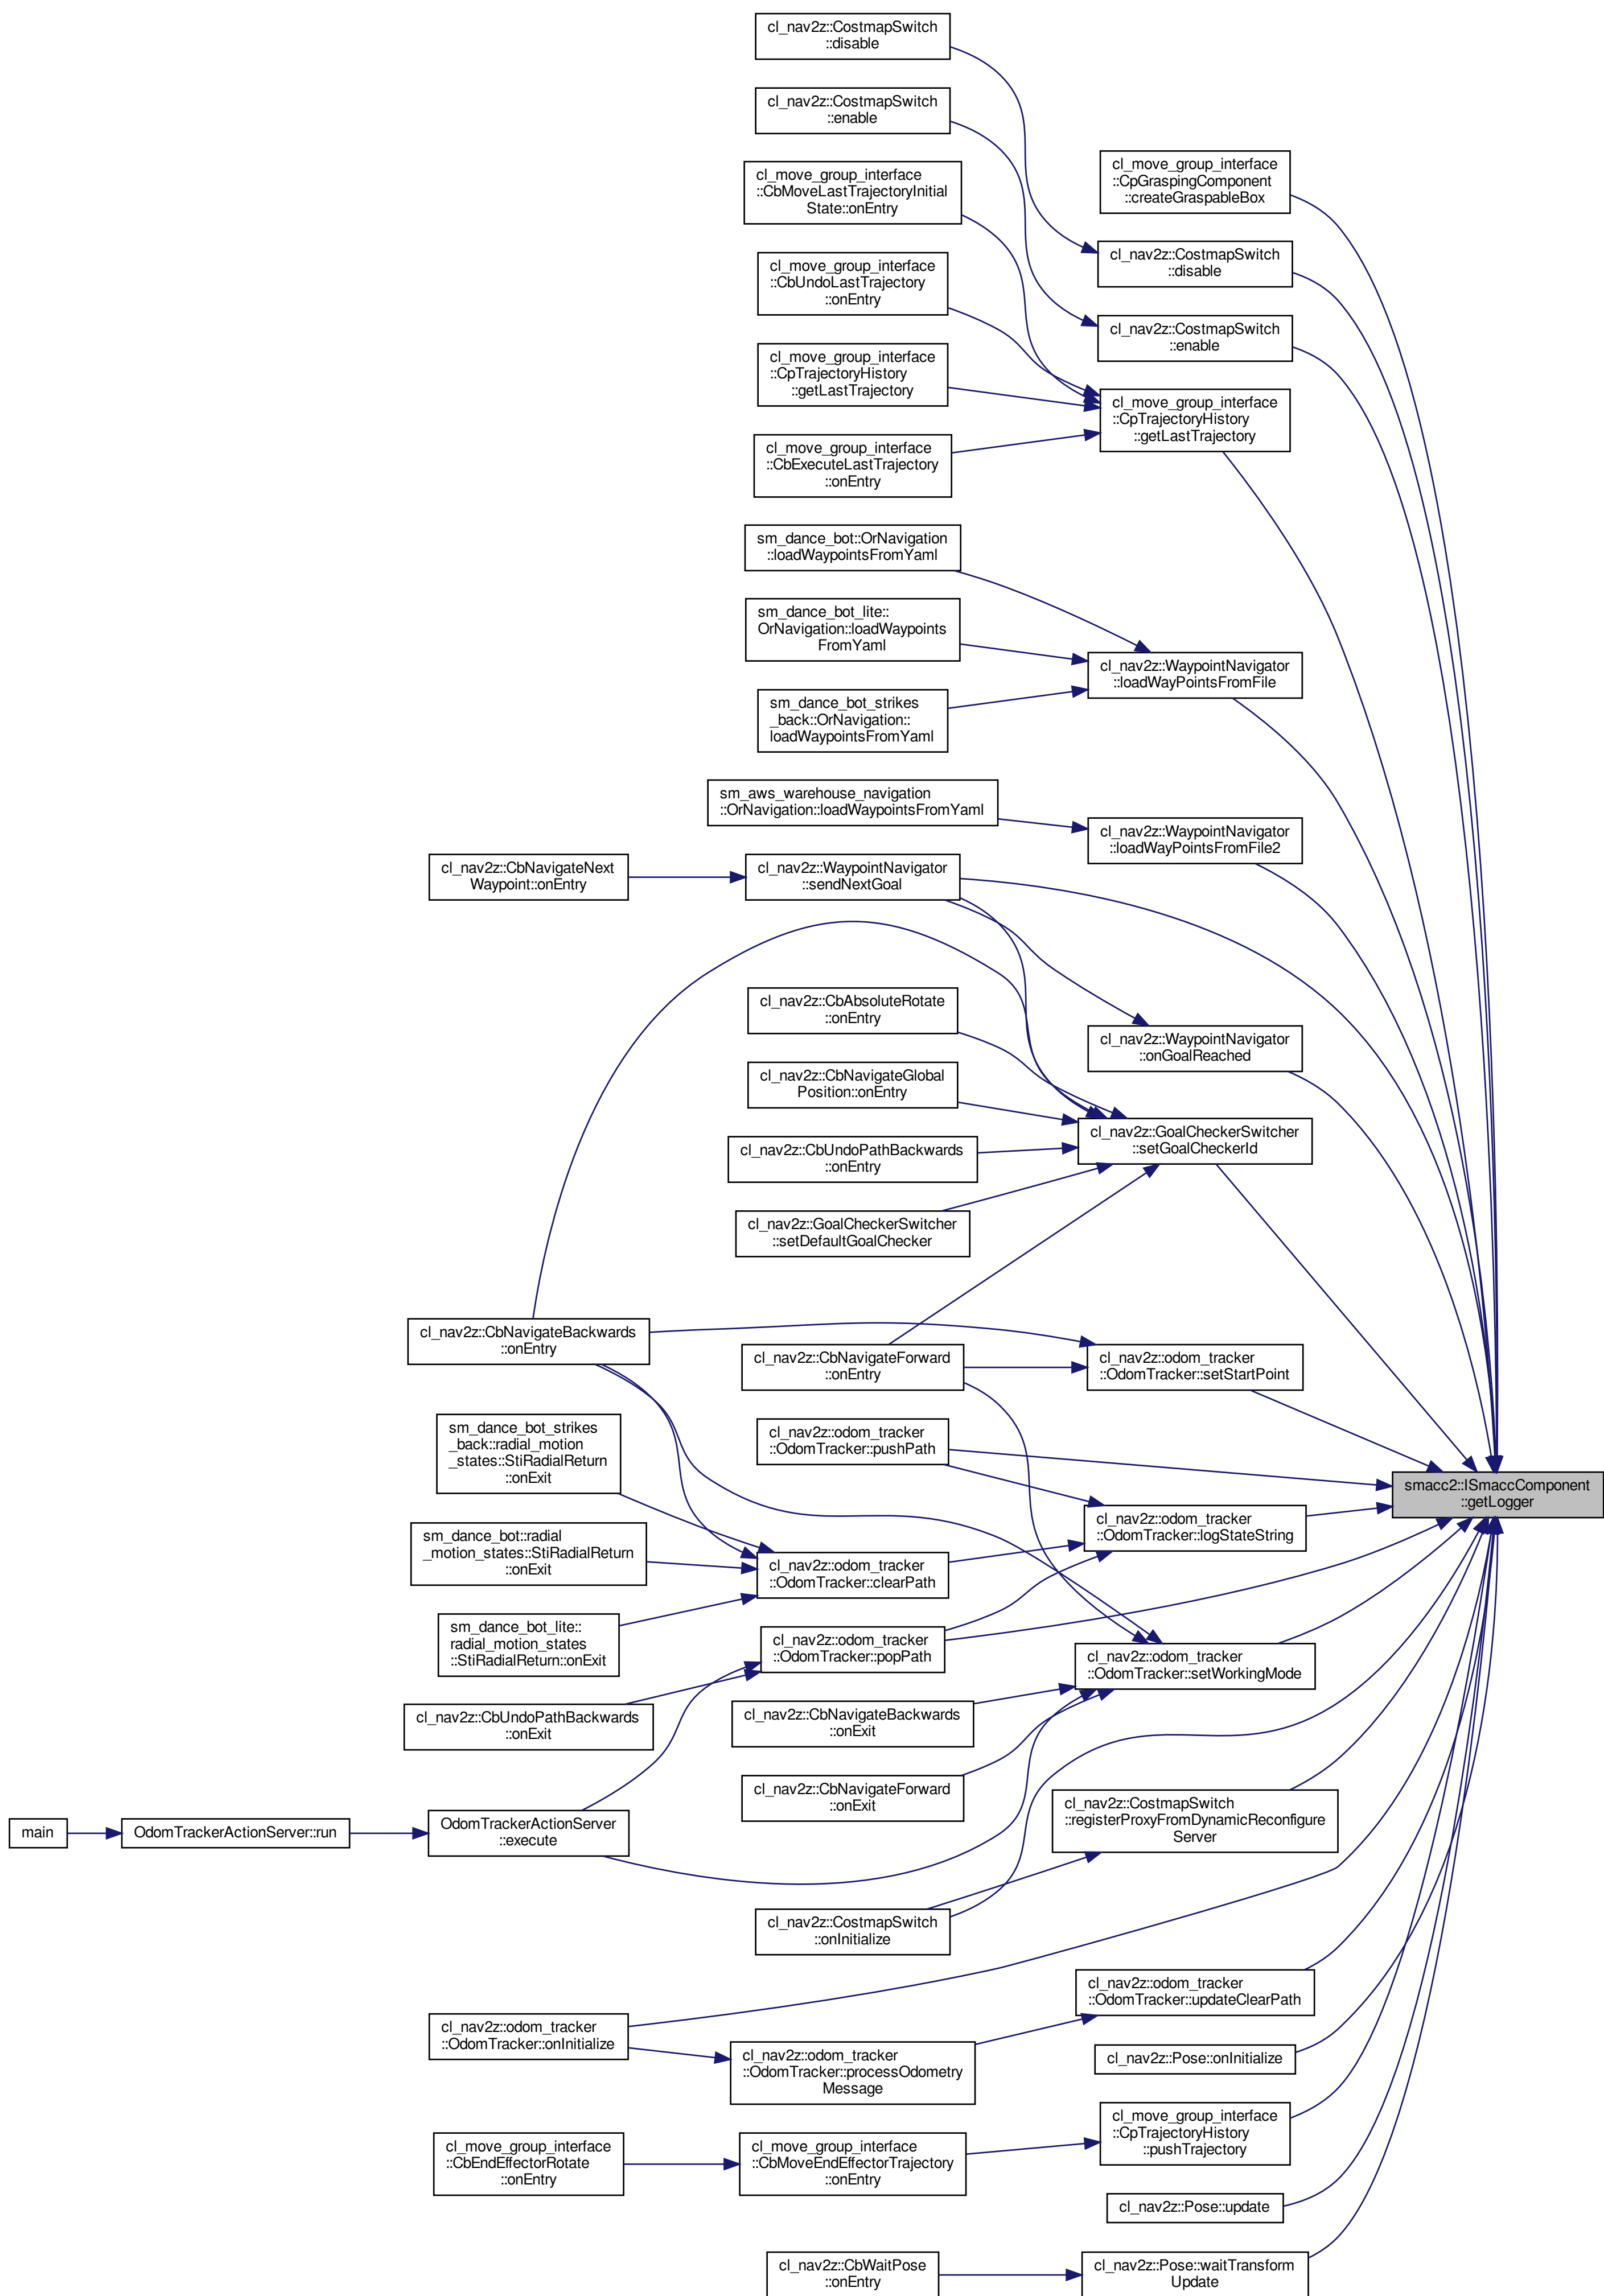 cl_nav2z::CostmapSwitch
::disable
cl_nav2z::CostmapSwitch
::enable
cl_move_group_interface
::CpGraspingComponent
::createGraspableBox
cl_move_group_interface
::CbMoveLastTrajectoryInitial
State::onEntry
cl_nav2z::CostmapSwitch
::disable
cl_move_group_interface
::CbUndoLastTrajectory
::onEntry
cl_nav2z::CostmapSwitch
::enable
cl_move_group_interface
::CpTrajectoryHistory
::getLastTrajectory
cl_move_group_interface
::CpTrajectoryHistory
::getLastTrajectory
cl_move_group_interface
::CbExecuteLastTrajectory
::onEntry
sm_dance_bot::OrNavigation
::loadWaypointsFromYaml
sm_dance_bot_lite::
OrNavigation::loadWaypoints
FromYaml
cl_nav2z::WaypointNavigator
::loadWayPointsFromFile
sm_dance_bot_strikes
_back::OrNavigation::
loadWaypointsFromYaml
sm_aws_warehouse_navigation
::OrNavigation::loadWaypointsFromYaml
cl_nav2z::WaypointNavigator
::loadWayPointsFromFile2
cl_nav2z::CbNavigateNext
Waypoint::onEntry
cl_nav2z::WaypointNavigator
::sendNextGoal
cl_nav2z::CbAbsoluteRotate
::onEntry
cl_nav2z::WaypointNavigator
::onGoalReached
cl_nav2z::CbNavigateGlobal
Position::onEntry
cl_nav2z::GoalCheckerSwitcher
::setGoalCheckerId
cl_nav2z::CbUndoPathBackwards
::onEntry
cl_nav2z::GoalCheckerSwitcher
::setDefaultGoalChecker
cl_nav2z::CbNavigateBackwards
::onEntry
cl_nav2z::CbNavigateForward
::onEntry
cl_nav2z::odom_tracker
::OdomTracker::setStartPoint
sm_dance_bot_strikes
_back::radial_motion
_states::StiRadialReturn
::onExit
cl_nav2z::odom_tracker
::OdomTracker::pushPath
smacc2::ISmaccComponent
::getLogger
cl_nav2z::odom_tracker
::OdomTracker::logStateString
sm_dance_bot::radial
_motion_states::StiRadialReturn
::onExit
cl_nav2z::odom_tracker
::OdomTracker::clearPath
sm_dance_bot_lite::
radial_motion_states
::StiRadialReturn::onExit
cl_nav2z::odom_tracker
::OdomTracker::popPath
cl_nav2z::odom_tracker
::OdomTracker::setWorkingMode
cl_nav2z::CbUndoPathBackwards
::onExit
cl_nav2z::CbNavigateBackwards
::onExit
cl_nav2z::CbNavigateForward
::onExit
cl_nav2z::CostmapSwitch
::registerProxyFromDynamicReconfigure
Server
main
OdomTrackerActionServer::run
OdomTrackerActionServer
::execute
cl_nav2z::CostmapSwitch
::onInitialize
cl_nav2z::odom_tracker
::OdomTracker::updateClearPath
cl_nav2z::odom_tracker
::OdomTracker::onInitialize
cl_nav2z::odom_tracker
::OdomTracker::processOdometry
Message
cl_nav2z::Pose::onInitialize
cl_move_group_interface
::CpTrajectoryHistory
::pushTrajectory
cl_move_group_interface
::CbEndEffectorRotate
::onEntry
cl_move_group_interface
::CbMoveEndEffectorTrajectory
::onEntry
cl_nav2z::Pose::update
cl_nav2z::CbWaitPose
::onEntry
cl_nav2z::Pose::waitTransform
Update